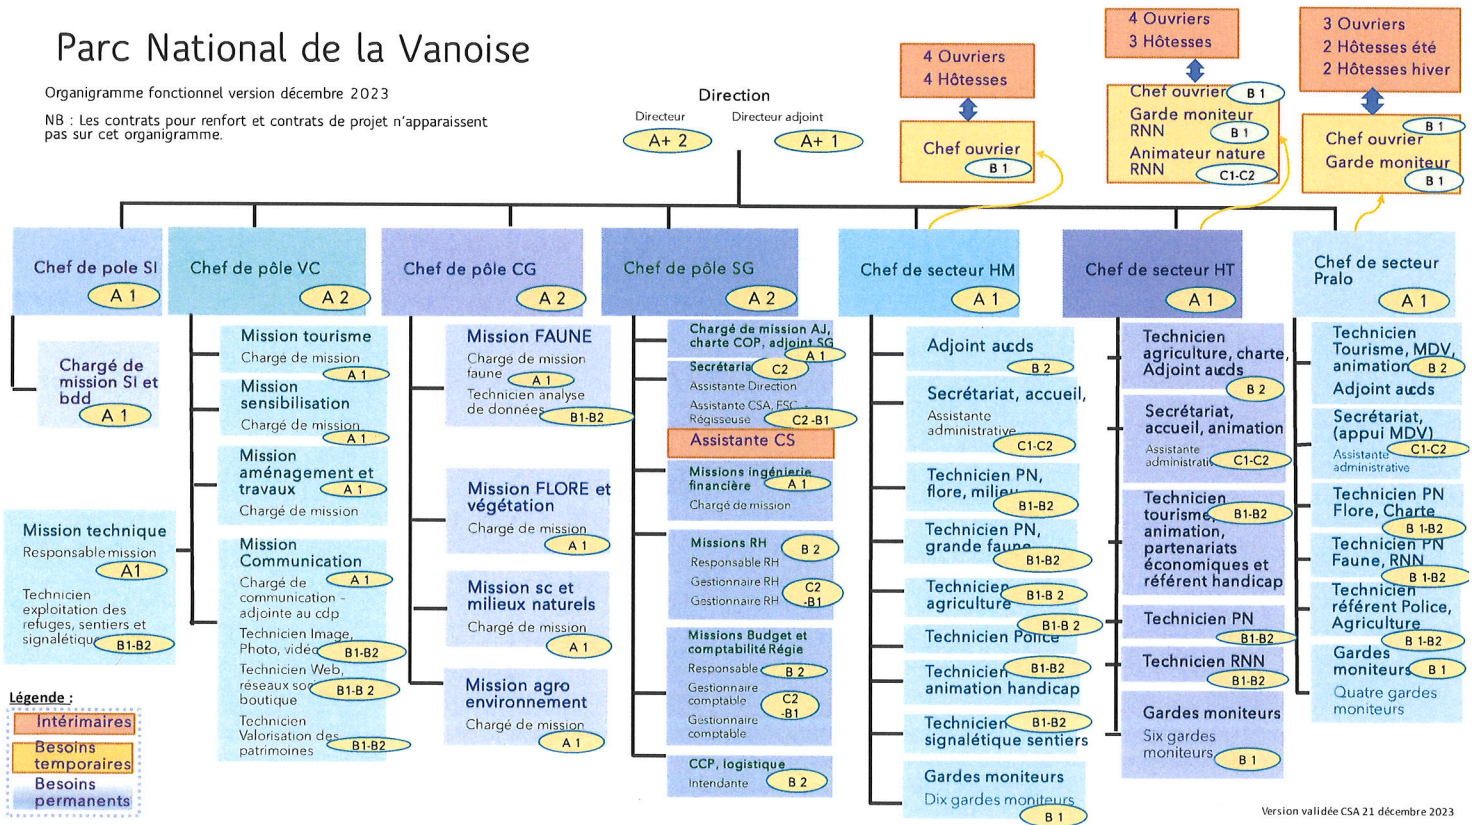 Parc National de la Vanoise
Organigramme fonctionnel version décembre 2023
NB : Les contrats pour renfort et contrats de projet n'apparaissent
pas sur cet organigramme.
Direction
Directeur
A+ 2
Directeur adjoint
A+ 1
4 Ouvriers
4 Hôtesses
Chef ouvrier
B 1
4 Ouvriers
3 Hôtesses
Chef ouvrier
B 1
Garde moniteur
RNN
B 1
Animateur nature
RNN
C1-C2
3 Ouvriers
2 Hôtesses été
2 Hôtesses hiver
B 1
Chef ouvrier
Garde moniteur
B 1
Chef de pole SI
A 1
Chargé de
mission SI et
bdd
A 1
Chef de pôle VC
A 2
Mission tourisme
Chargé de mission
A 1
Mission
sensibilisation
Chargé de mission
A 1
Mission
aménagement et
travaux
A 1
Chargé de mission
Mission technique
Responsable mission
A1
Technicien
exploitation des
refuges, sentiers et
signalétique
B1-B2
Mission
Communication
Chargé de
A 1
communication -
adjointe au cdp
Technicien Image,
Photo, vidéo
B1-B2
Technicien Web,
réseaux
B1-B 2
boutique
Technicien
Valorisation des
patrimoines
B1-B2
Chef de pôle CG
A 2
Mission FAUNE
Chargé de mission
faune
A 1
Technicien analyse
de données
B1-B2
Mission FLORE et
végétation
Chargé de mission
A 1
Mission sc et
milieux naturels
Chargé de mission
A 1
Mission agro
environnement
Chargé de mission
A 1
Chef de pôle SG
A 2
Chargé de mission AJ,
charte COP, adjoint SG
A 1
Secrétaria
C2
Assistante Direction
Assistante CSA, FSC,
Régisseuse
C2 -B1
Assistante CS
Missions ingénierie
financière
A 1
Chargé de mission
Missions RH
B 2
Responsable RH
Gestionnaire RH
C2
-B1
Gestionnaire RH
Missions Budget et
comptabilité Régie
Responsable
B 2
Gestionnaire
comptable
C2
-B1
Gestionnaire
comptable
CCP, logistique
Intendante
B 2
Chef de secteur HM
A 1
Adjoint aucds
B 2
Secrétariat, accueil,
Assistante
administrative
C1-C2
Technicien PN,
flore, milieu
B1-B2
Technicien PN,
grande faune
B1-B2
Technicien
B1-B 2
agriculture
B1-B 2
Technicien Police
B1-B2
Technicien
animation handicap
Technicien
B1-B2
signalétique sentiers
Gardes moniteurs
Dix gardes moniteurs
B 1
Chef de secteur HT
A 1
Technicien
agriculture, charte,
Adjoint aucds
B 2
Secrétariat,
accueil, animation
Assistante
administrati
C1-C2
Technicien
tourisme,
B1-B2
animation,
partenariats
économiques et
référent handicap
Technicien PN
B1-B2
Technicien RNN
B1-B2
Gardes moniteurs
Six gardes
moniteurs
B 1
Chef de secteur
Pralo
A 1
Technicien
Tourisme, MDV,
animation
B 2
Adjoint aucds
Secrétariat,
(appui MDV)
C1-C2
Assistante
administrative
Technicien PN
Flore, Charte
B 1-B2
Technicien PN
Faune, RNN
B 1-B2
Technicien
référent Police,
Agriculture
B 1-B2
Gardes
moniteurs
B 1
Quatre gardes
moniteurs
Légende :
Intérimaires
Besoins
temporaires
Besoins
permanents
Version validée CSA 21 décembre 2023